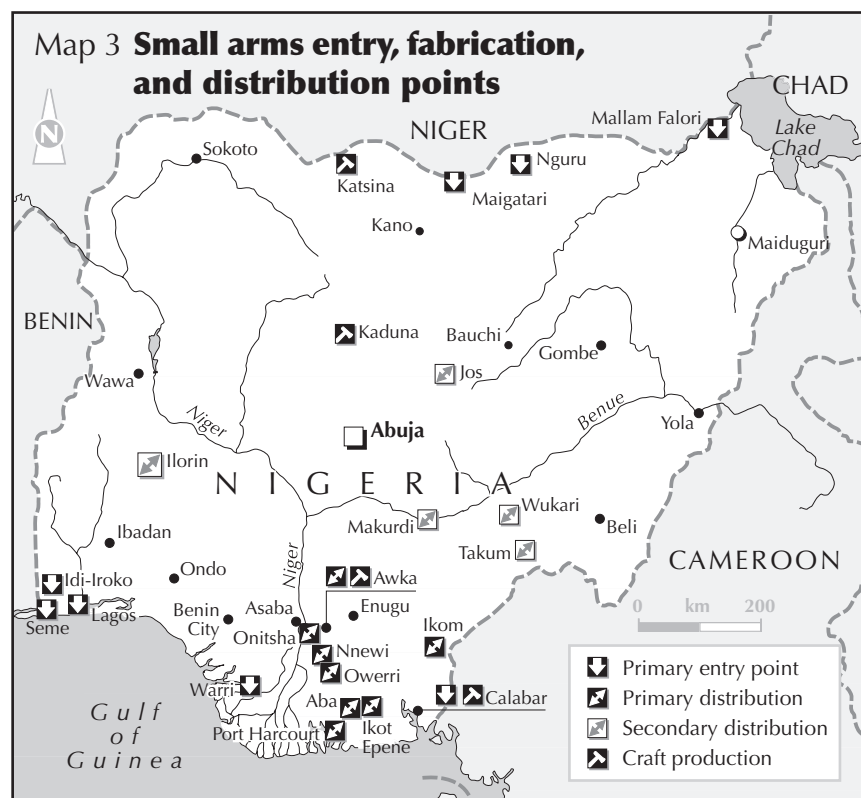 Map 3 Small arms entry, fabrication,
and distribution points
CHAD
Mallam Falori
NIGER
Lake
Chad
N
Sokoto
Nguru
Katsina
Maigatari
Kano
Maiduguri
BENIN
Kaduna
Bauchi
Gombe
Jos
Wawa
Niger
Benue
Abuja
Yola
Ilorin
NIGERIA
Wukari
Makurdi
Beli
Ibadan
Takum
Niger
CAMEROON
Idi-Iroko
Ondo
Awka
Lagos
Benin
City
Asaba
Enugu
0 km 200
Seme
Onitsha
Ikom
Nnewi
Owerri
Primary entry point
Warri
Calabar
Primary distribution
Aba
Gulf
of
Guinea
Port Harcourt
Ikot
Epene
Secondary distribution
Craft production